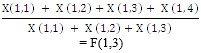 X(1,1) + X (1,2) + X (1,3) + X (1, 4)
X (1,1) + X (1,2) + X (1,3)
= F(1,3)